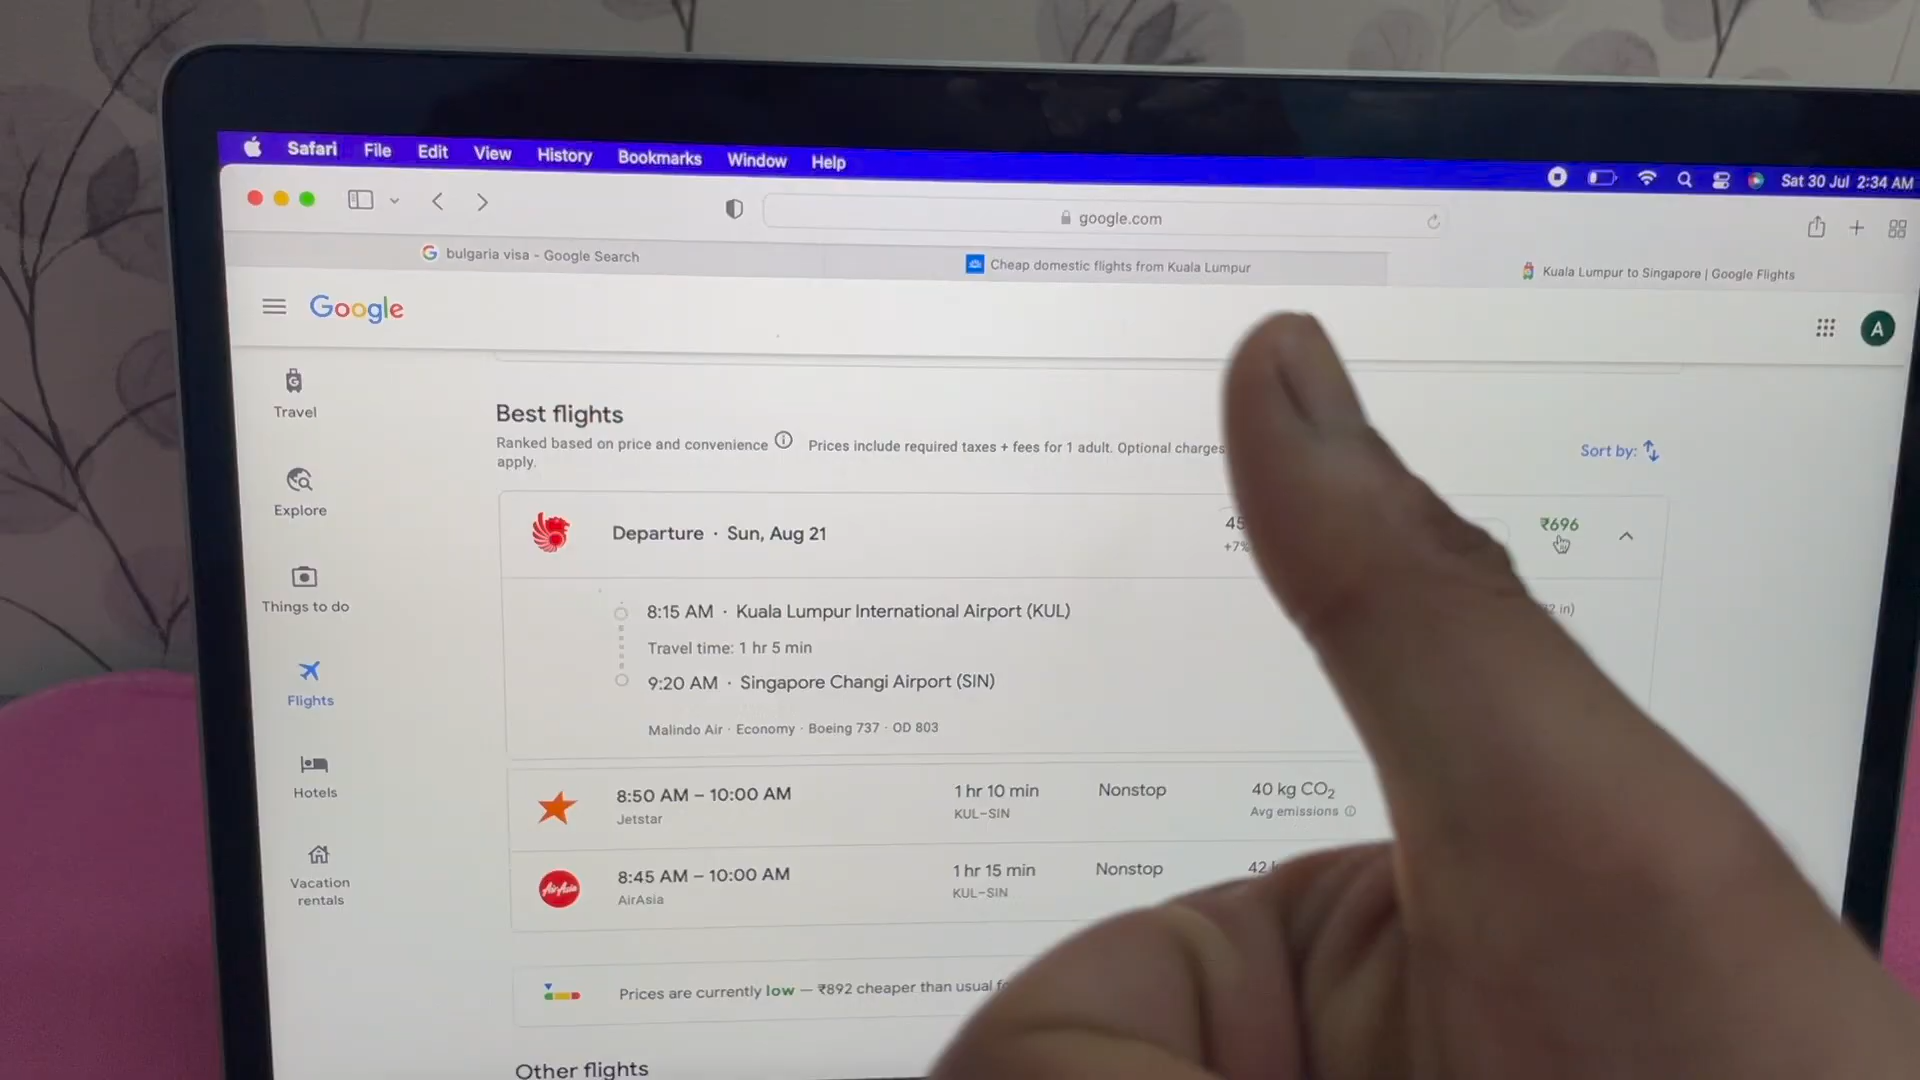 Safari File Edit View History Bookmarks Window Help
Sat 30 Jul 2:34 AM
google.com
bulgaria visa - Google Search
Cheap domestic flights from Kuala Lumpur
Kuala Lumpur to Singapore | Google Flights
Google
A
Travel
Explore
Things to do
Flights
Hotels
Vacation
rentals
Best flights
Ranked based on price and convenience Prices include required taxes + fees for 1 adult. Optional charges
apply.
Sort by:
Departure · Sun, Aug 21
45
+7%
₹696
8:15 AM · Kuala Lumpur International Airport (KUL)
Travel time: 1 hr 5 min
9:20 AM · Singapore Changi Airport (SIN)
Malindo Air · Economy · Boeing 737 · OD 803
in)
8:50 AM – 10:00 AM 1 hr 10 min Nonstop 40 kg CO₂
Jetstar KUL–SIN Avg emissions
AirAsia
8:45 AM – 10:00 AM 1 hr 15 min Nonstop 42
AirAsia KUL–SIN
Prices are currently low — ₹892 cheaper than usual
Other flights